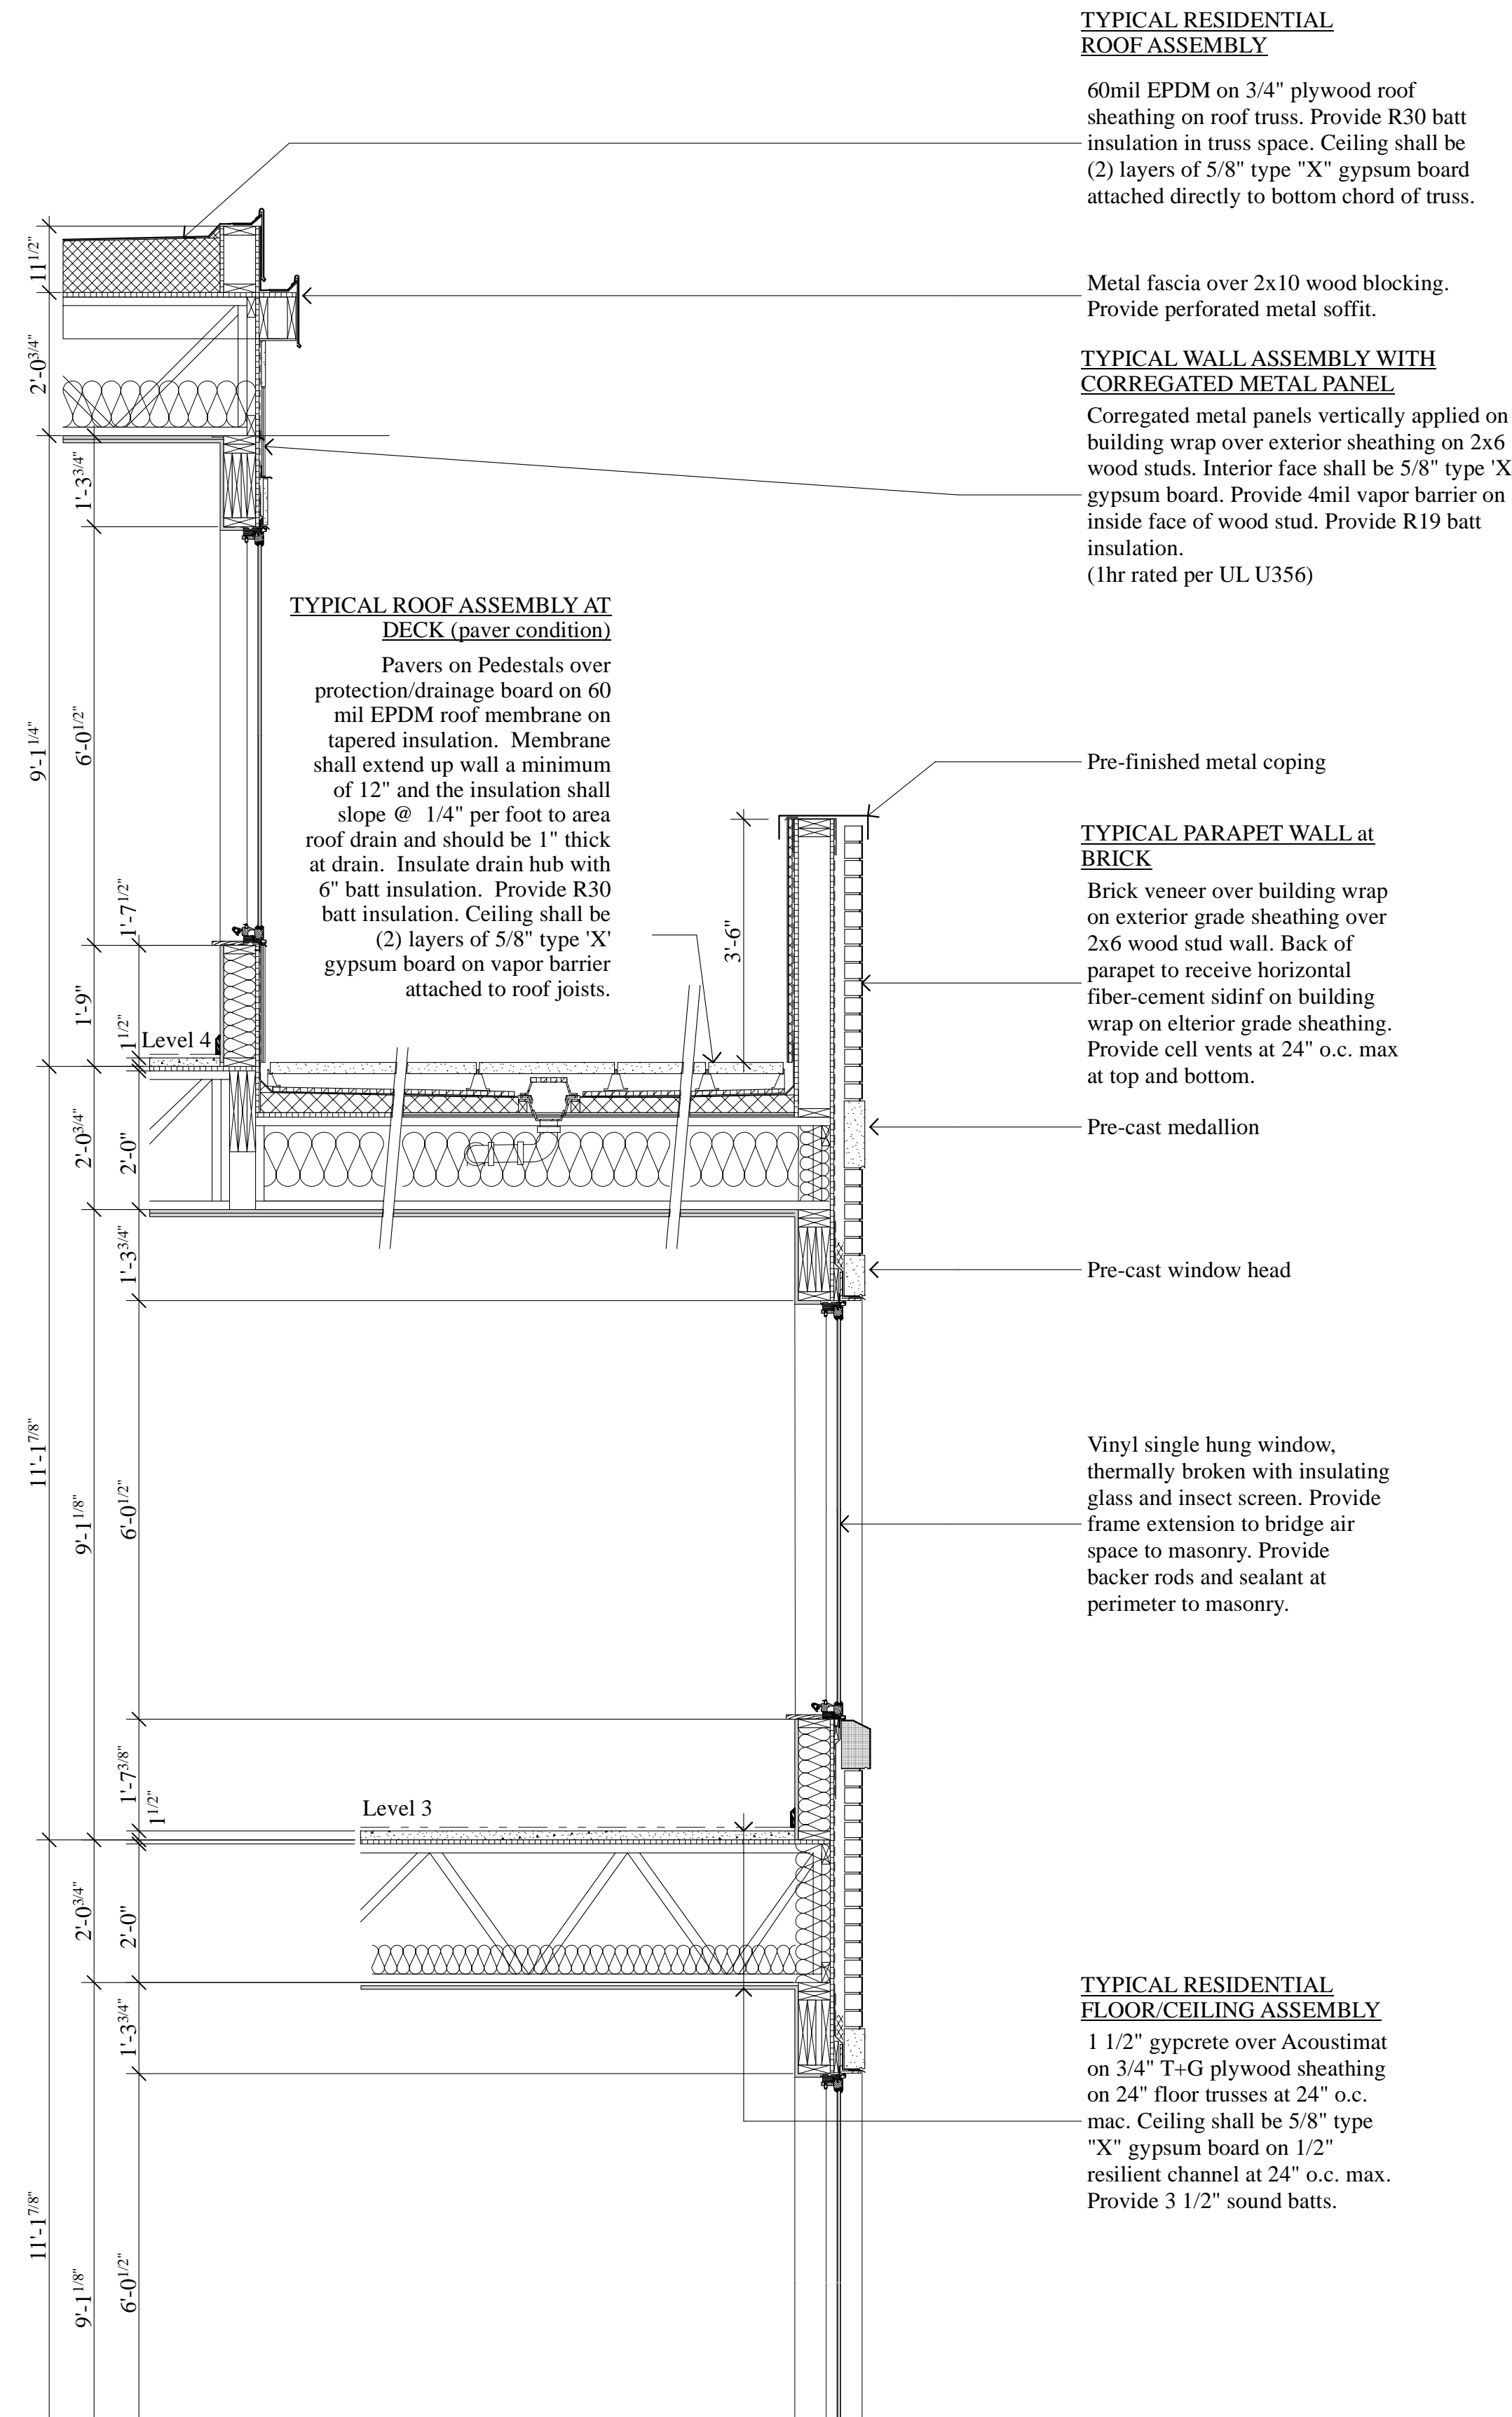 TYPICAL RESIDENTIAL
ROOF ASSEMBLY
60mil EPDM on 3/4" plywood roof
sheathing on roof truss. Provide R30 batt
insulation in truss space. Ceiling shall be
(2) layers of 5/8" type "X" gypsum board
attached directly to bottom chord of truss.
Metal fascia over 2x10 wood blocking.
Provide perforated metal soffit.
TYPICAL WALL ASSEMBLY WITH
CORREGATED METAL PANEL
Corregated metal panels vertically applied on
building wrap over exterior sheathing on 2x6
wood studs. Interior face shall be 5/8" type 'X
gypsum board. Provide 4mil vapor barrier on
inside face of wood stud. Provide R19 batt
insulation.
(1hr rated per UL U356)
TYPICAL ROOF ASSEMBLY AT
DECK (paver condition)
Pavers on Pedestals over
protection/drainage board on 60
mil EPDM roof membrane on
tapered insulation. Membrane
shall extend up wall a minimum
of 12" and the insulation shall
slope @ 1/4" per foot to area
roof drain and should be 1" thick
at drain. Insulate drain hub with
6" batt insulation. Provide R30
batt insulation. Ceiling shall be
(2) layers of 5/8" type 'X'
gypsum board on vapor barrier
attached to roof joists.
Pre-finished metal coping
TYPICAL PARAPET WALL at
BRICK
Brick veneer over building wrap
on exterior grade sheathing over
2x6 wood stud wall. Back of
parapet to receive horizontal
fiber-cement sidinf on building
wrap on elterior grade sheathing.
Provide cell vents at 24" o.c. max
at top and bottom.
Pre-cast medallion
Pre-cast window head
Vinyl single hung window,
thermally broken with insulating
glass and insect screen. Provide
frame extension to bridge air
space to masonry. Provide
backer rods and sealant at
perimeter to masonry.
TYPICAL RESIDENTIAL
FLOOR/CEILING ASSEMBLY
1 1/2" gypcrete over Acoustimat
on 3/4" T+G plywood sheathing
on 24" floor trusses at 24" o.c.
mac. Ceiling shall be 5/8" type
"X" gypsum board on 1/2"
resilient channel at 24" o.c. max.
Provide 3 1/2" sound batts.
Level 4
Level 3
11 1/2"
2'-0 3/4"
1'-3 3/4"
9'-1 1/4"
6'-0 1/2"
1'-7 1/2"
1'-9"
1 1/2"
3'-6"
2'-0 3/4"
2'-0"
1'-3 3/4"
11'-1 7/8"
9'-1 1/8"
6'-0 1/2"
1'-7 3/8"
1 1/2"
2'-0 3/4"
2'-0"
1'-3 3/4"
11'-1 7/8"
9'-1 1/8"
6'-0 1/2"